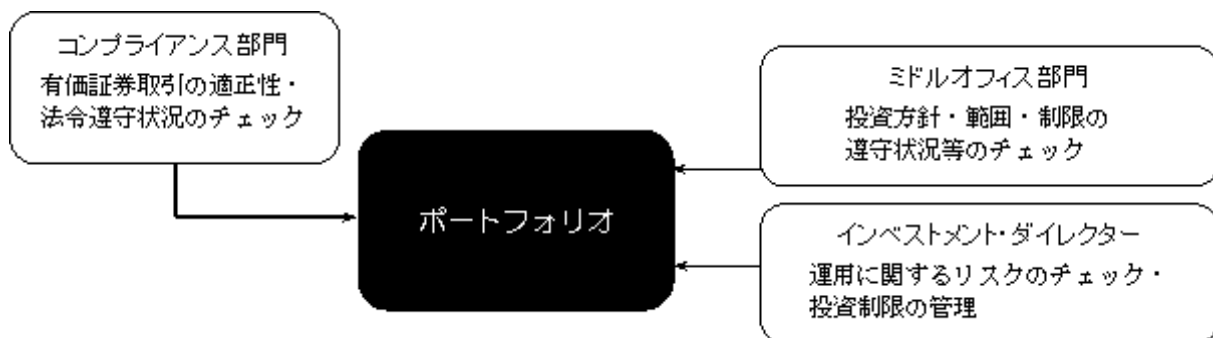 コンプライアンス部門
有価証券取引の適正性・
法令遵守状況のチェック
ポートフォリオ
ミドルオフィス部門
投資方針・範囲・制限の
遵守状況等のチェック
インベストメント・ダイレクター
運用に関するリスクのチェック・
投資制限の管理